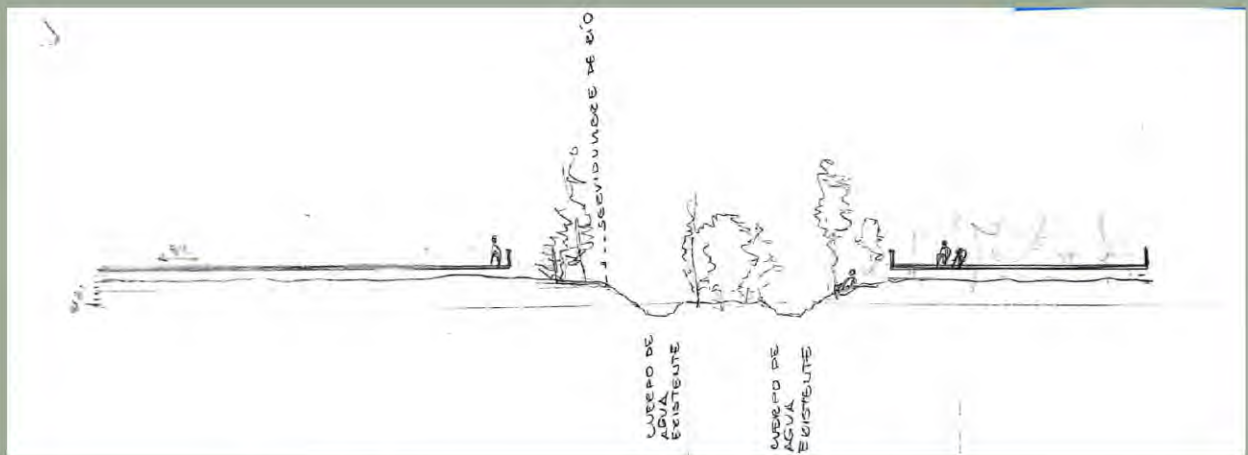 SERVIDUMBRE DE RÍO
CUERPO DE
AGUA
EXISTENTE
CUERPO DE
AGUA
EXISTENTE